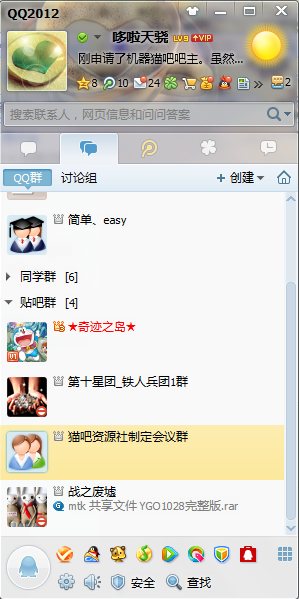 QQ2012
哆啦天骁 LV9 VIP
刚申请了机器猫吧吧主。虽然...
8 10 24 20 2
搜索联系人，网页信息和问问答案
QQ群 讨论组 + 创建
简单、easy
同学群 [6]
贴吧群 [4]
★奇迹之岛★
第十星团_铁人兵团1群
猫吧资源社制定会议群
战之废墟
mtk 共享文件 YGO1028完整版.rar
安全 查找